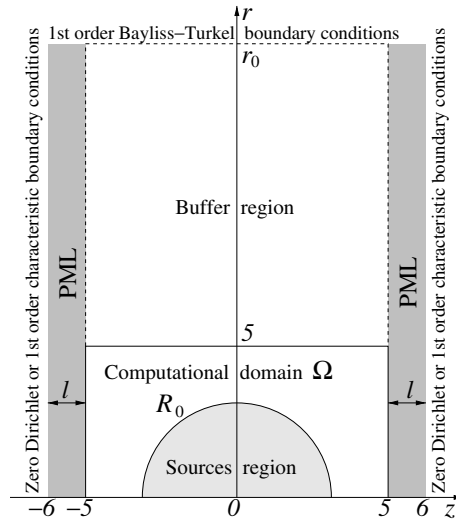 r
1st order Bayliss−Turkel boundary conditions
r0
Zero Dirichlet or 1st order characteristic boundary conditions
PML
Buffer region
PML
Zero Dirichlet or 1st order characteristic boundary conditions
5
Computational domain Ω
l
R0
l
Sources region
−6 −5 0 5 6 z